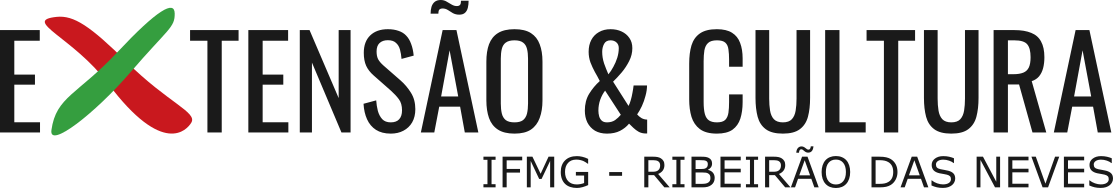 EXTENSÃO & CULTURA
IFMG - RIBEIRÃO DAS NEVES